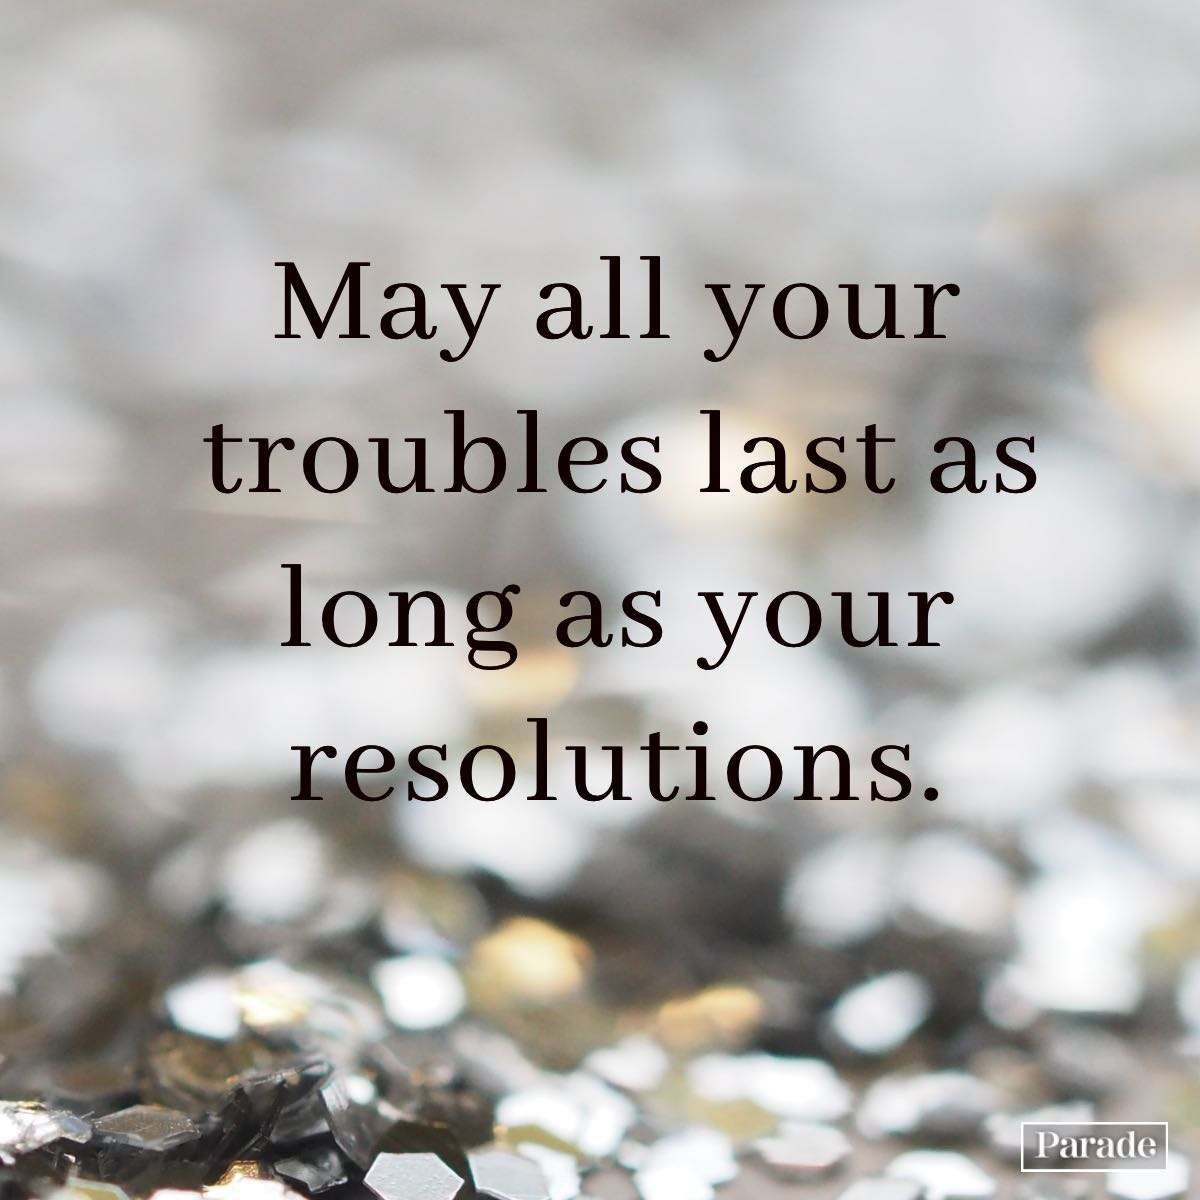 May all your
troubles last as
long as your
resolutions.
Parade